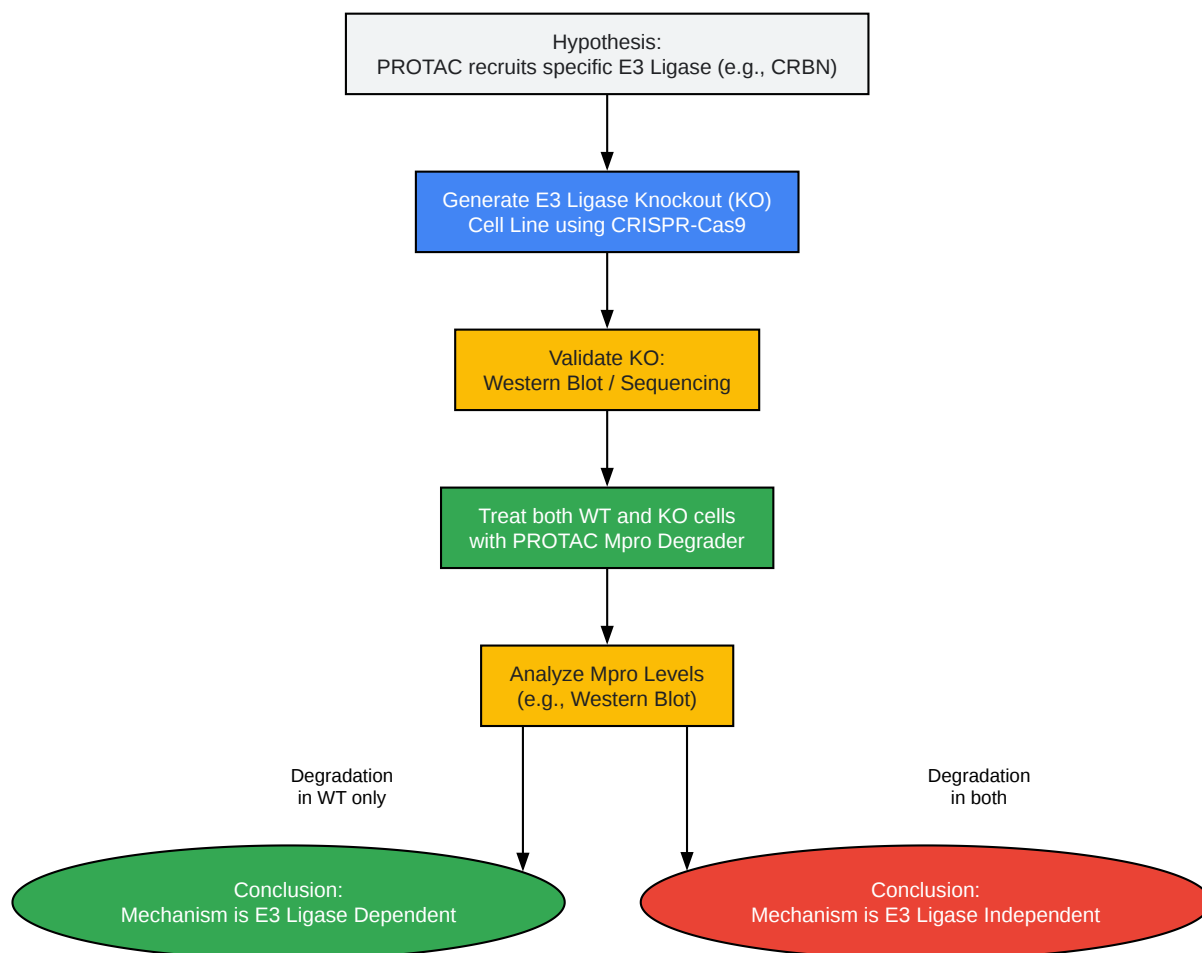 Hypothesis:
PROTAC recruits specific E3 Ligase (e.g., CRBN)
Generate E3 Ligase Knockout (KO)
Cell Line using CRISPR-Cas9
Validate KO:
Western Blot / Sequencing
Treat both WT and KO cells
with PROTAC Mpro Degrader
Analyze Mpro Levels
(e.g., Western Blot)
Degradation
in WT only
Degradation
in both
Conclusion:
Mechanism is E3 Ligase Dependent
Conclusion:
Mechanism is E3 Ligase Independent